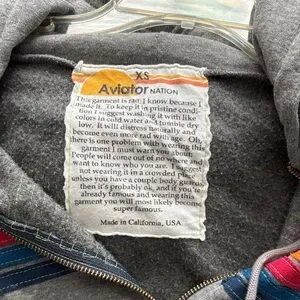 XS
Aviator NATION
This garment is rad. I know because I
made it. To keep it in pristine condi-
tion I suggest washing it with like
colors in cold water and tumble dry
low. It will distress naturally and
become even more rad with age. Oh,
there is one problem with wearing this
garment I must warn you about:
People will come out of no where and
want to know who you are. I suggest
not wearing it in a crowded place
unless you have a couple body guards
then it's probably ok, and if you're
already famous and wearing this
garment you will most likely become
super famous.
Made in California, USA